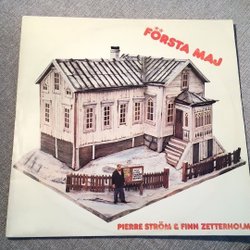 FÖRSTA MAJ
PIERRE STRÖM & FINN ZETTERHOLM